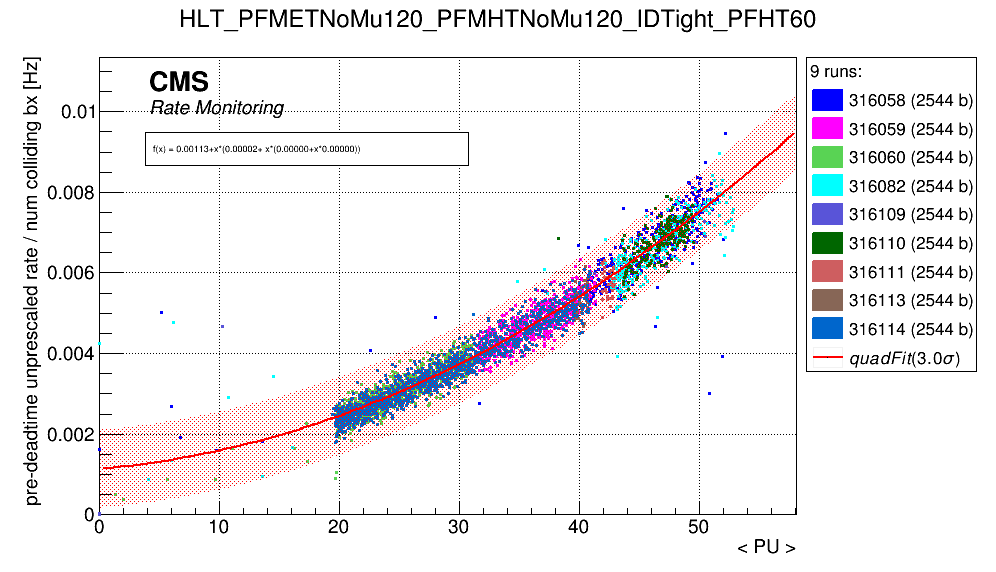 HLT_PFMETNoMu120_PFMHTNoMu120_IDTight_PFHT60
pre-deadtime unprescaled rate / num colliding bx [Hz]
CMS
Rate Monitoring
f(x) = 0.00113+x*(0.00002+ x*(0.00000+x*0.00000))
0.01
0.008
0.006
0.004
0.002
0
0 10 20 30 40 50
< PU >
9 runs:
316058 (2544 b)
316059 (2544 b)
316060 (2544 b)
316082 (2544 b)
316109 (2544 b)
316110 (2544 b)
316111 (2544 b)
316113 (2544 b)
316114 (2544 b)
quadFit(3.0σ)